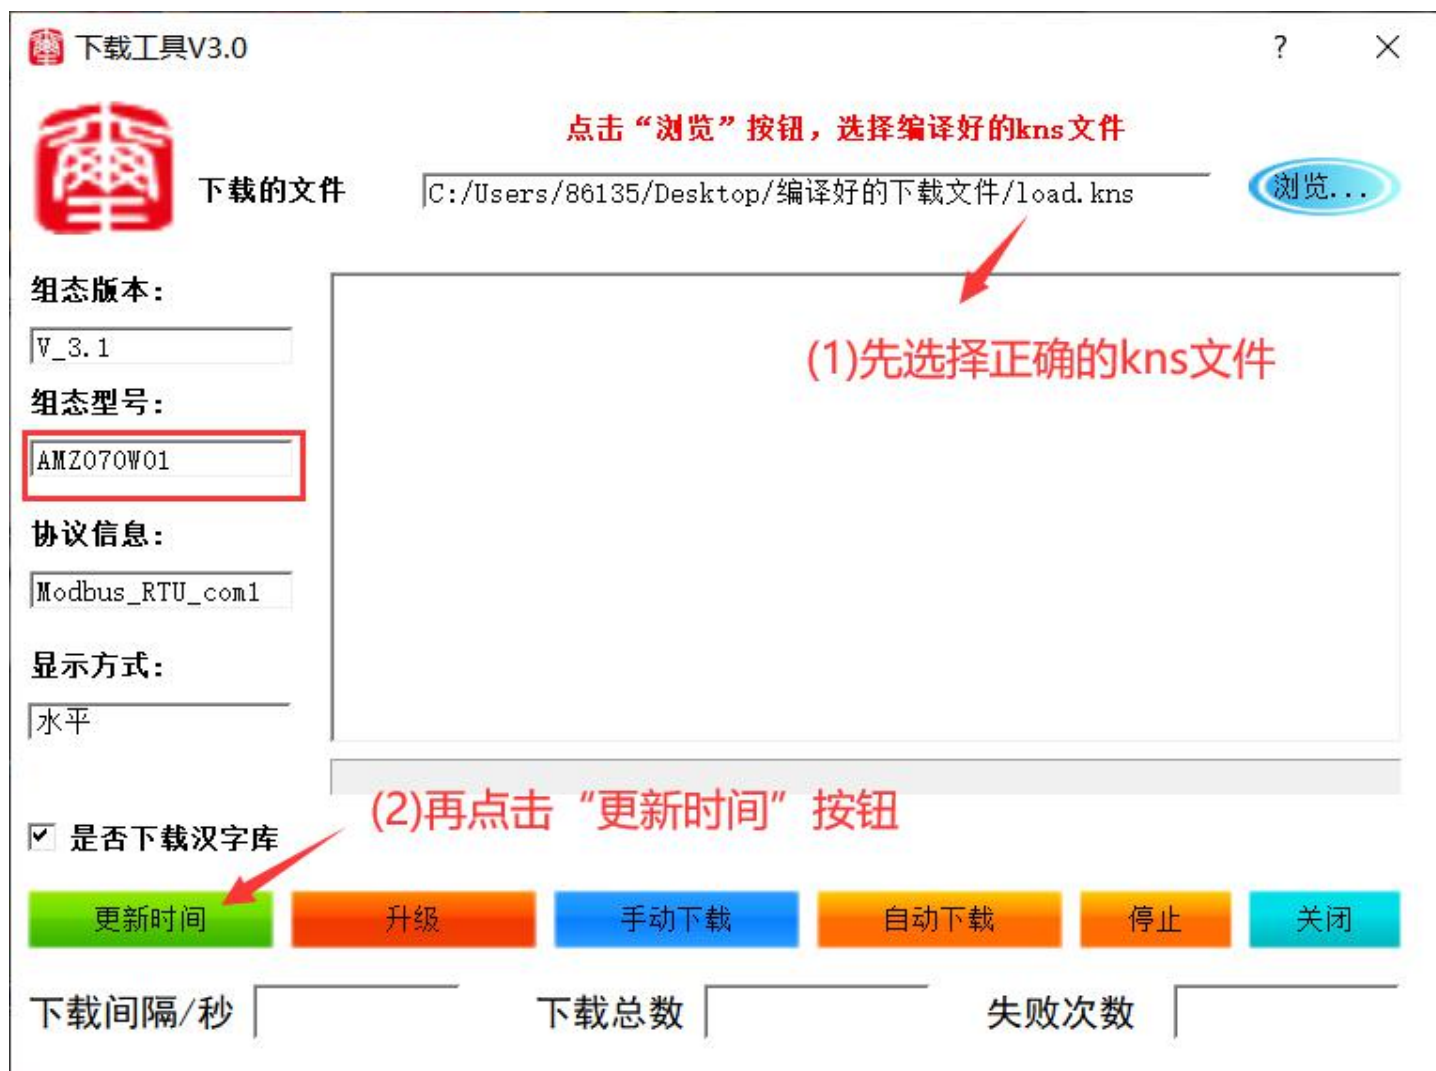 下载工具V3.0
?
点击“浏览”按钮，选择编译好的kns文件
下载的文件
C:/Users/86135/Desktop/编译好的下载文件/load.kns
浏览...
组态版本：
V_3.1
(1)先选择正确的kns文件
组态型号：
AMZ070W01
协议信息：
Modbus_RTU_com1
显示方式：
水平
(2)再点击“更新时间”按钮
是否下载汉字库
更新时间 升级 手动下载 自动下载 停止 关闭
下载间隔/秒 下载总数 失败次数